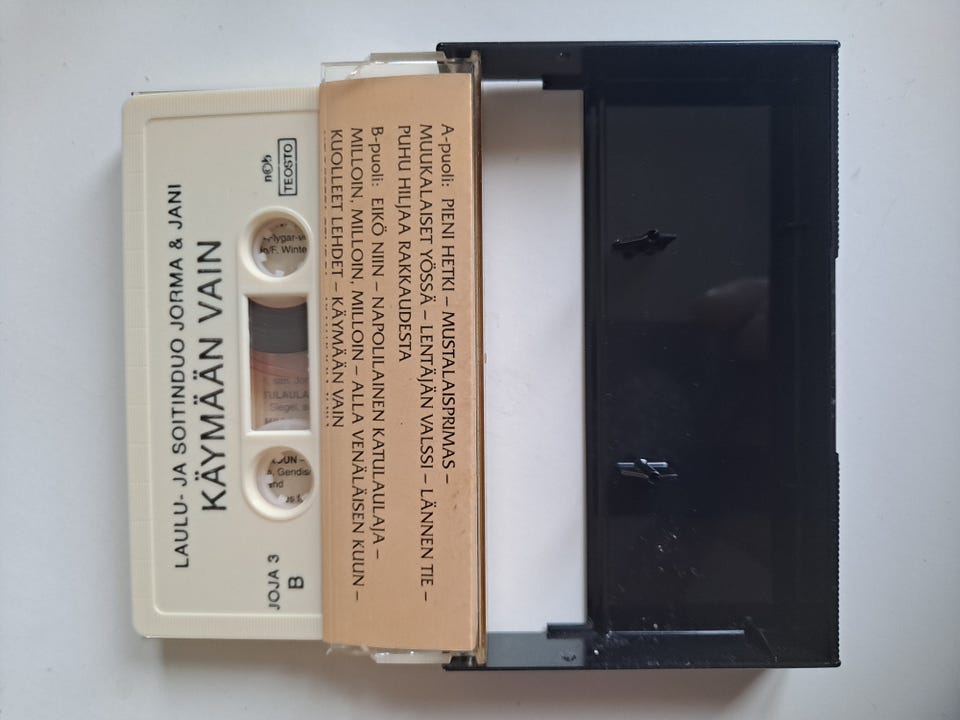 LAULU- JA SOITINDUO JORMA & JANI
KÄYMÄÄN VAIN
n©b
TEOSTO
JOJA 3
B
A-puoli: PIENI HETKI – MUSTALAISPRIMAS –
MUUKALAISET YÖSSÄ – LENTÄJÄN VALSSI – LÄNNEN TIE –
PUHU HILJAA RAKKAUDESTA
B-puoli: EIKÖ NIIN – NAPOLILAINEN KATULAULAJA –
MILLOIN, MILLOIN, MILLOIN – ALLA VENÄLÄISEN KUUN –
KUOLLEET LEHDET – KÄYMÄÄN VAIN